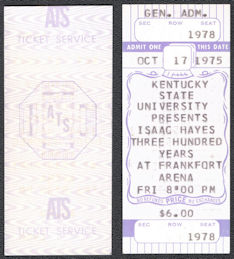 ATS
TICKET SERVICE
ATS
ATS
TICKET SERVICE
GEN. ADM.
SEC ROW SEAT
1978
ADMIT ONE THIS DATE
OCT 17 1975
KENTUCKY
STATE
UNIVERSITY
PRESENTS
ISAAC HAYES
THREE HUNDRED
YEARS
AT FRANKFORT
ARENA
FRI 8:00 PM
PRICE
$6.00
SEC ROW SEAT
1978